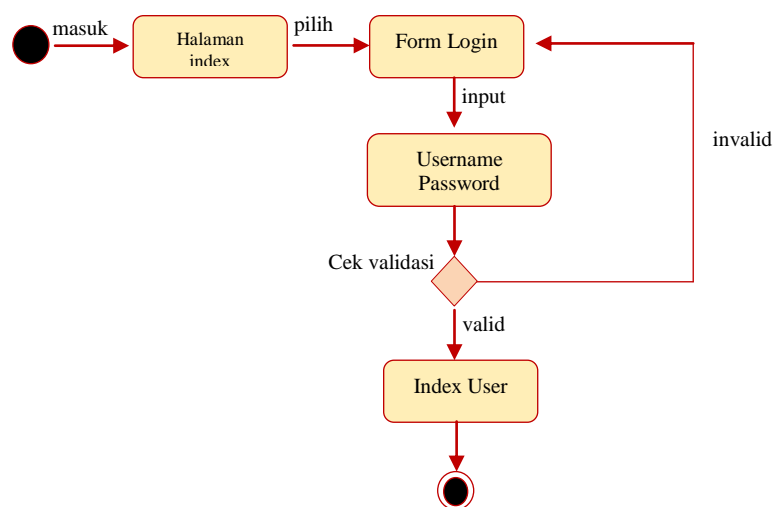 masuk
Halaman
index
pilih
Form Login
input
invalid
Username
Password
Cek validasi
valid
Index User